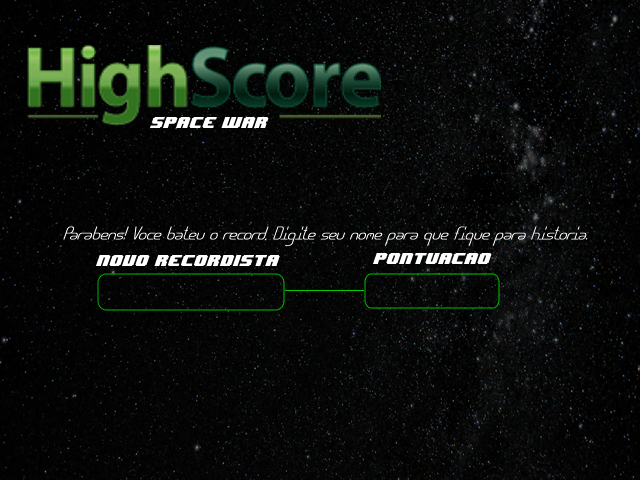 HighScore
SPACE WAR
Parabens! Voce bateu o record. Digite seu nome para que fique para historia.
NOVO RECORDISTA
PONTUACAO